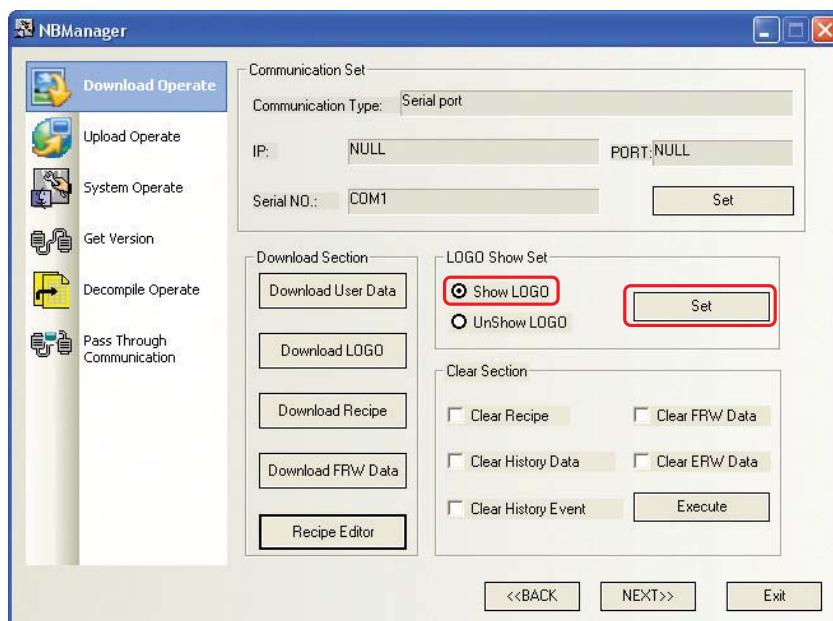 NBManager
Download Operate
Upload Operate
System Operate
Get Version
Decompile Operate
Pass Through
Communication
Communication Set
Communication Type: Serial port
IP: NULL PORT: NULL
Serial NO.: COM1 Set
Download Section
Download User Data
Download LOGO
Download Recipe
Download FRW Data
Recipe Editor
LOGO Show Set
Show LOGO
UnShow LOGO
Set
Clear Section
Clear Recipe Clear FRW Data
Clear History Data Clear ERW Data
Clear History Event Execute
<<BACK NEXT>> Exit